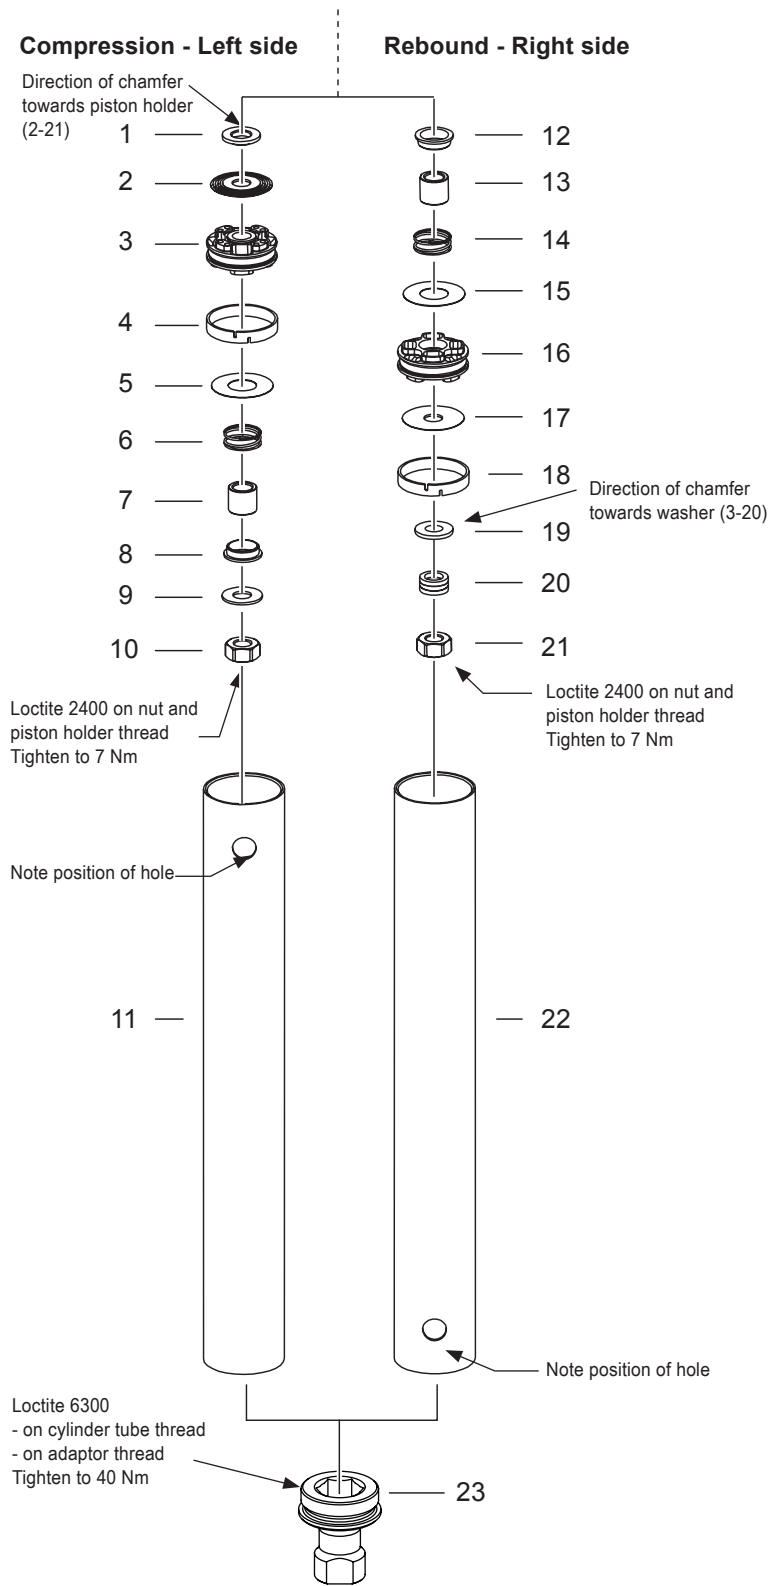 Compression - Left side
Rebound - Right side
Direction of chamfer
towards piston holder
(2-21)
1
2
3
4
5
6
7
8
9
10
12
13
14
15
16
17
18
Direction of chamfer
towards washer (3-20)
19
20
21
Loctite 2400 on nut and
piston holder thread
Tighten to 7 Nm
Loctite 2400 on nut and
piston holder thread
Tighten to 7 Nm
Note position of hole
11
22
Note position of hole
Loctite 6300
- on cylinder tube thread
- on adaptor thread
Tighten to 40 Nm
23